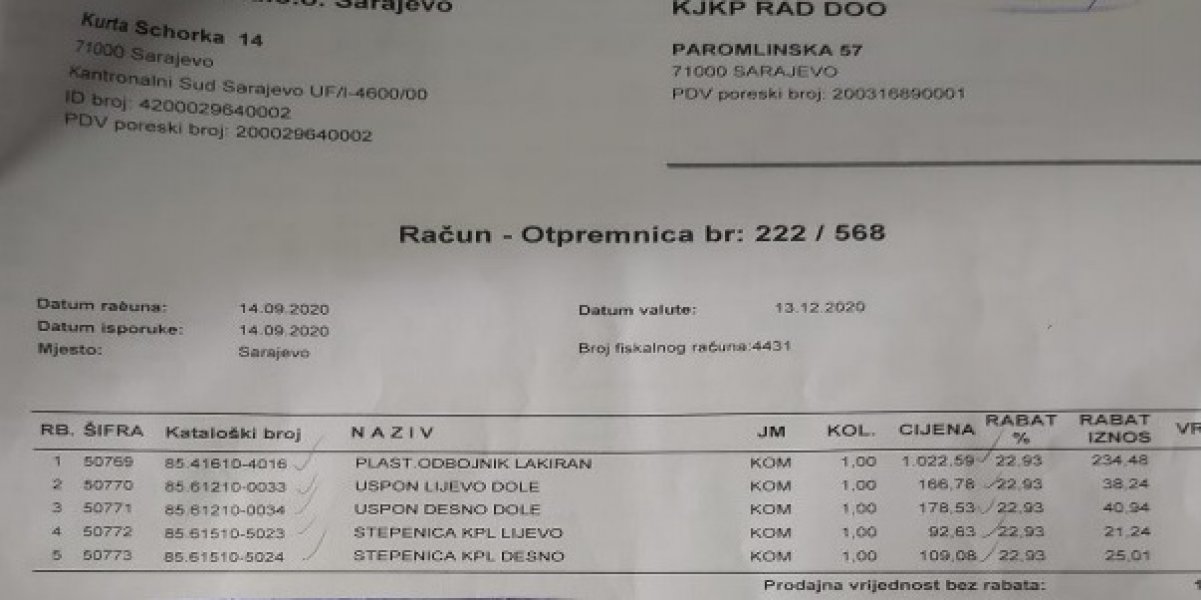 Sarajevo
Kurta Schorka 14
71000 Sarajevo
Kantronalni Sud Sarajevo UF/I-4600/00
ID broj: 4200029640002
PDV poreski broj: 200029640002
KJKP RAD DOO
PAROMLINSKA 57
71000 SARAJEVO
PDV poreski broj: 200316890001
Račun - Otpremnica br: 222 / 568
Datum računa: 14.09.2020
Datum isporuke: 14.09.2020
Mjesto: Sarajevo
Datum valute: 13.12.2020
Broj fiskalnog računa:4431
RB. ŠIFRA Kataloški broj N A Z I V JM KOL. CIJENA RABAT % RABAT IZNOS
1 50769 85.41610-4016 PLAST.ODBOJNIK LAKIRAN KOM 1,00 1.022,59 22,93 234,48
2 50770 85.61210-0033 USPON LIJEVO DOLE KOM 1,00 166,78 22,93 38,24
3 50771 85.61210-0034 USPON DESNO DOLE KOM 1,00 178,53 22,93 40,94
4 50772 85.61510-5023 STEPENICA KPL LIJEVO KOM 1,00 92,63 22,93 21,24
5 50773 85.61510-5024 STEPENICA KPL DESNO KOM 1,00 109,08 22,93 25,01
Prodajna vrijednost bez rabata: